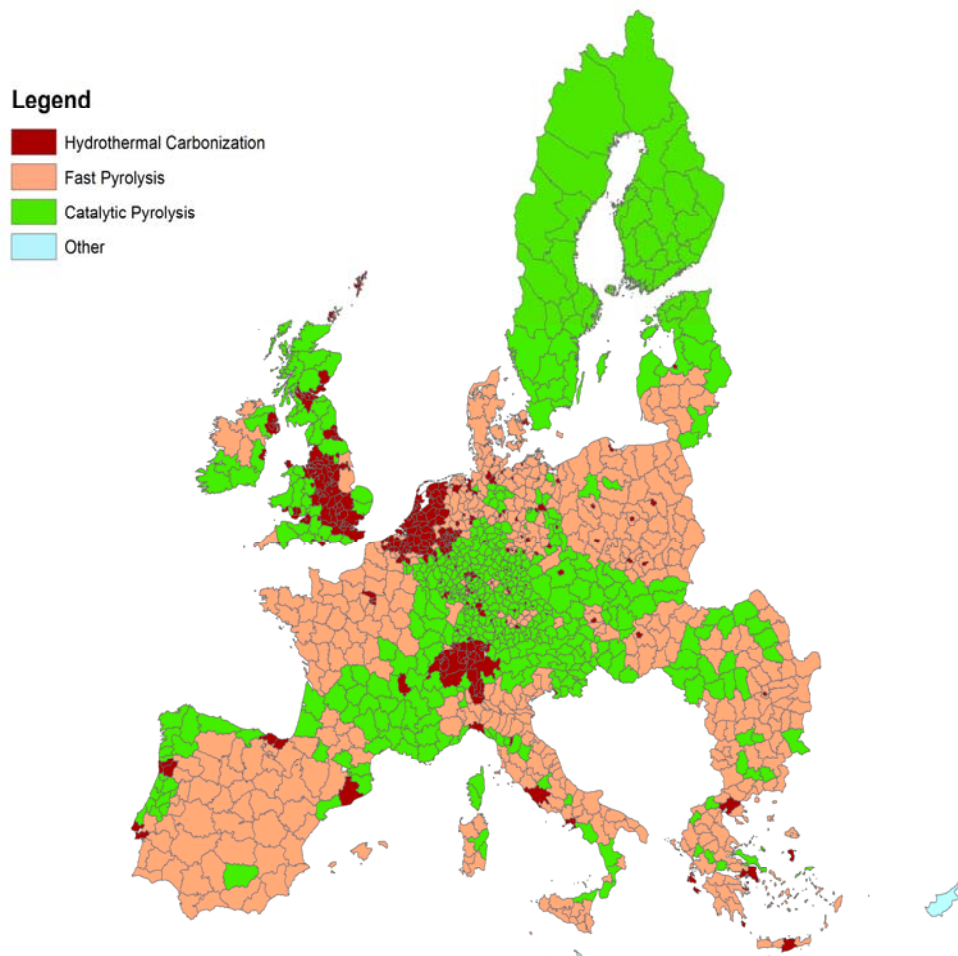 Legend
Hydrothermal Carbonization
Fast Pyrolysis
Catalytic Pyrolysis
Other